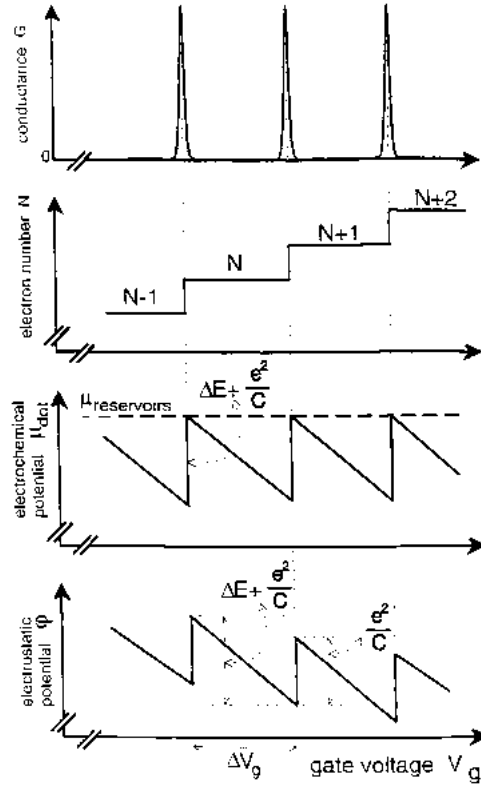 conductance G
0
electron number N
N-1
N
N+1
N+2
electrochemical
potential μdot
μreservoirs
ΔE + e²/C
electrostatic
potential φ
ΔE + e²/C
e²/C
ΔVg
gate voltage Vg